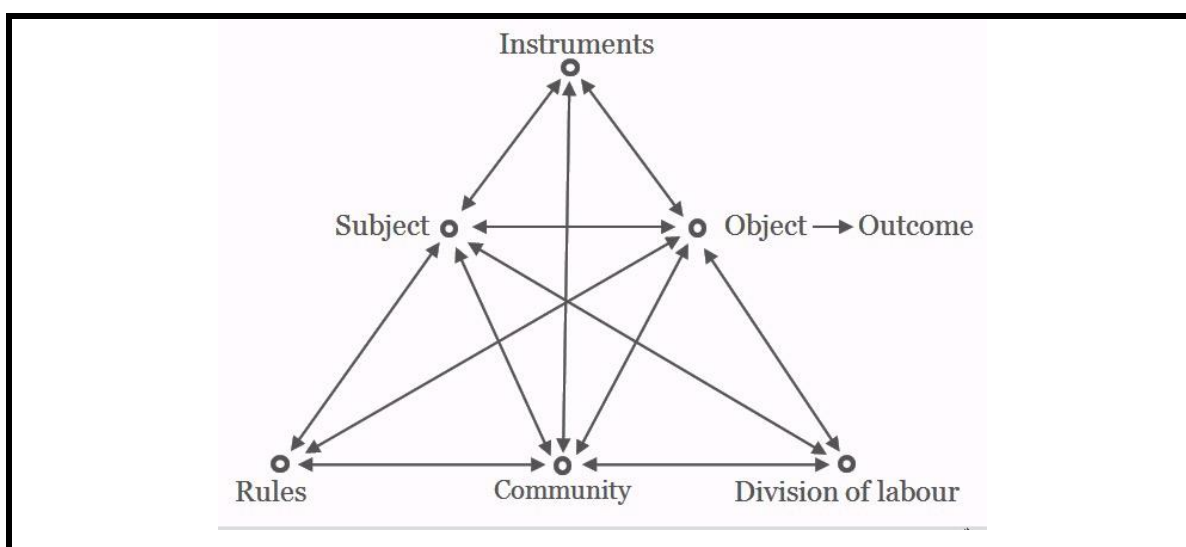 Instruments
Subject Object Outcome
Rules Community Division of labour